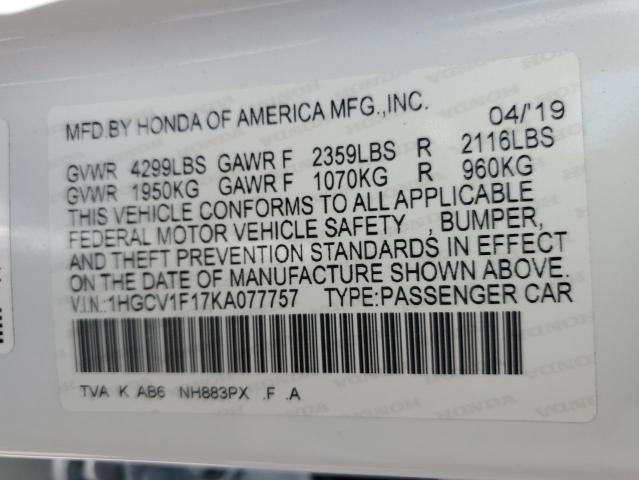 MFD.BY HONDA OF AMERICA MFG.,INC. 04/'19
GVWR 4299LBS GAWR F 2359LBS R 2116LBS
GVWR 1950KG GAWR F 1070KG R 960KG
THIS VEHICLE CONFORMS TO ALL APPLICABLE
FEDERAL MOTOR VEHICLE SAFETY , BUMPER,
AND THEFT PREVENTION STANDARDS IN EFFECT
ON THE DATE OF MANUFACTURE SHOWN ABOVE.
V.I.N.:1HGCV1F17KA077757 TYPE:PASSENGER CAR
TVA K AB6 NH883PX .F .A